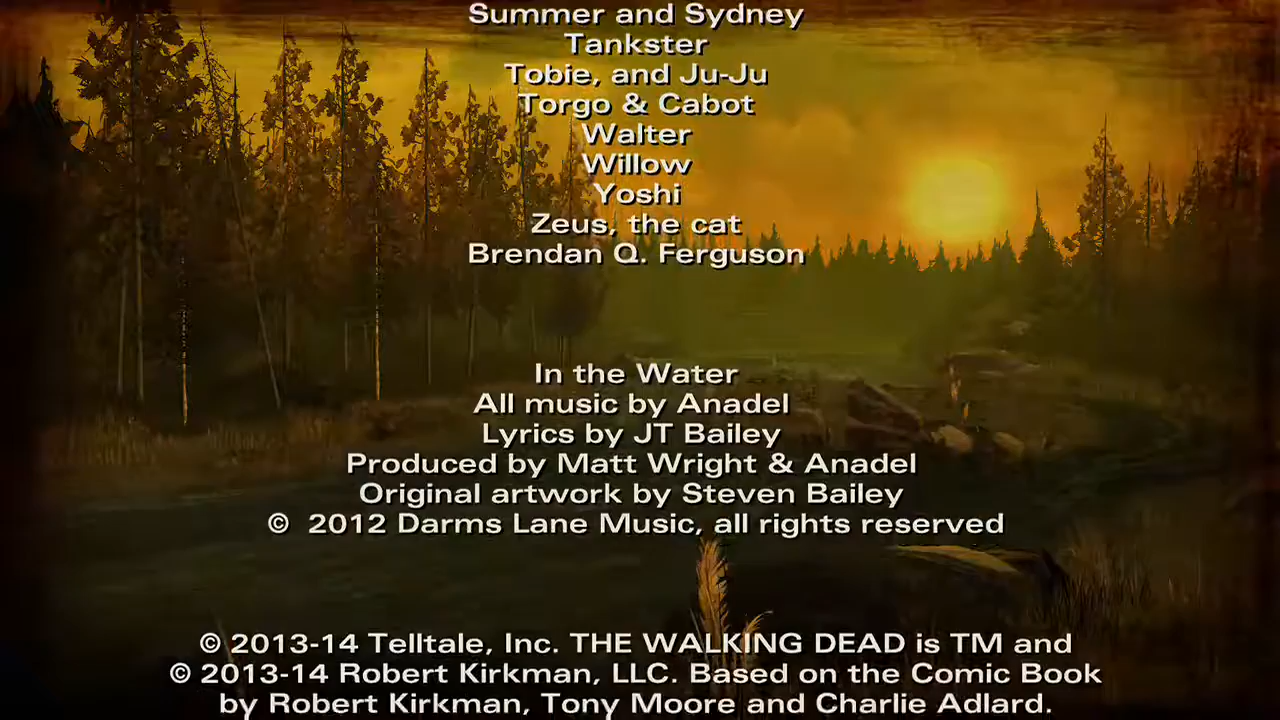 Summer and Sydney
Tankster
Tobie, and Ju-Ju
Torgo & Cabot
Walter
Willow
Yoshi
Zeus, the cat
Brendan Q. Ferguson
In the Water
All music by Anadel
Lyrics by JT Bailey
Produced by Matt Wright & Anadel
Original artwork by Steven Bailey
© 2012 Darms Lane Music, all rights reserved
© 2013-14 Telltale, Inc. THE WALKING DEAD is TM and
© 2013-14 Robert Kirkman, LLC. Based on the Comic Book
by Robert Kirkman, Tony Moore and Charlie Adlard.